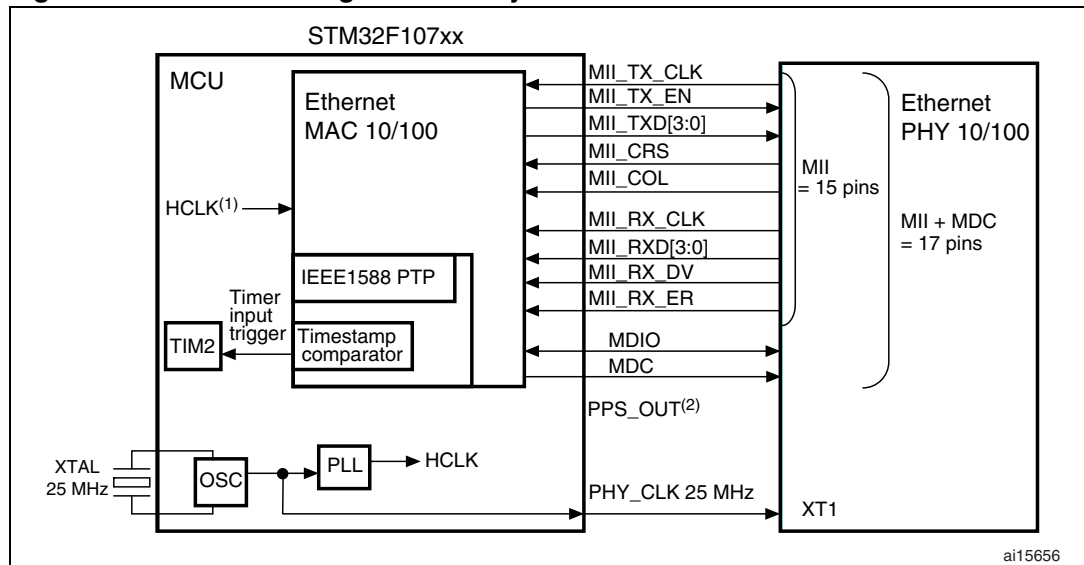 STM32F107xx
MCU
Ethernet
MAC 10/100
HCLK(1)
IEEE1588 PTP
Timer
input
trigger
Timestamp
comparator
TIM2
XTAL
25 MHz
OSC
PLL
HCLK
MII_TX_CLK
MII_TX_EN
MII_TXD[3:0]
MII_CRS
MII_COL
MII_RX_CLK
MII_RXD[3:0]
MII_RX_DV
MII_RX_ER
MDIO
MDC
PPS_OUT(2)
PHY_CLK 25 MHz
Ethernet
PHY 10/100
MII
= 15 pins
MII + MDC
= 17 pins
XT1
ai15656